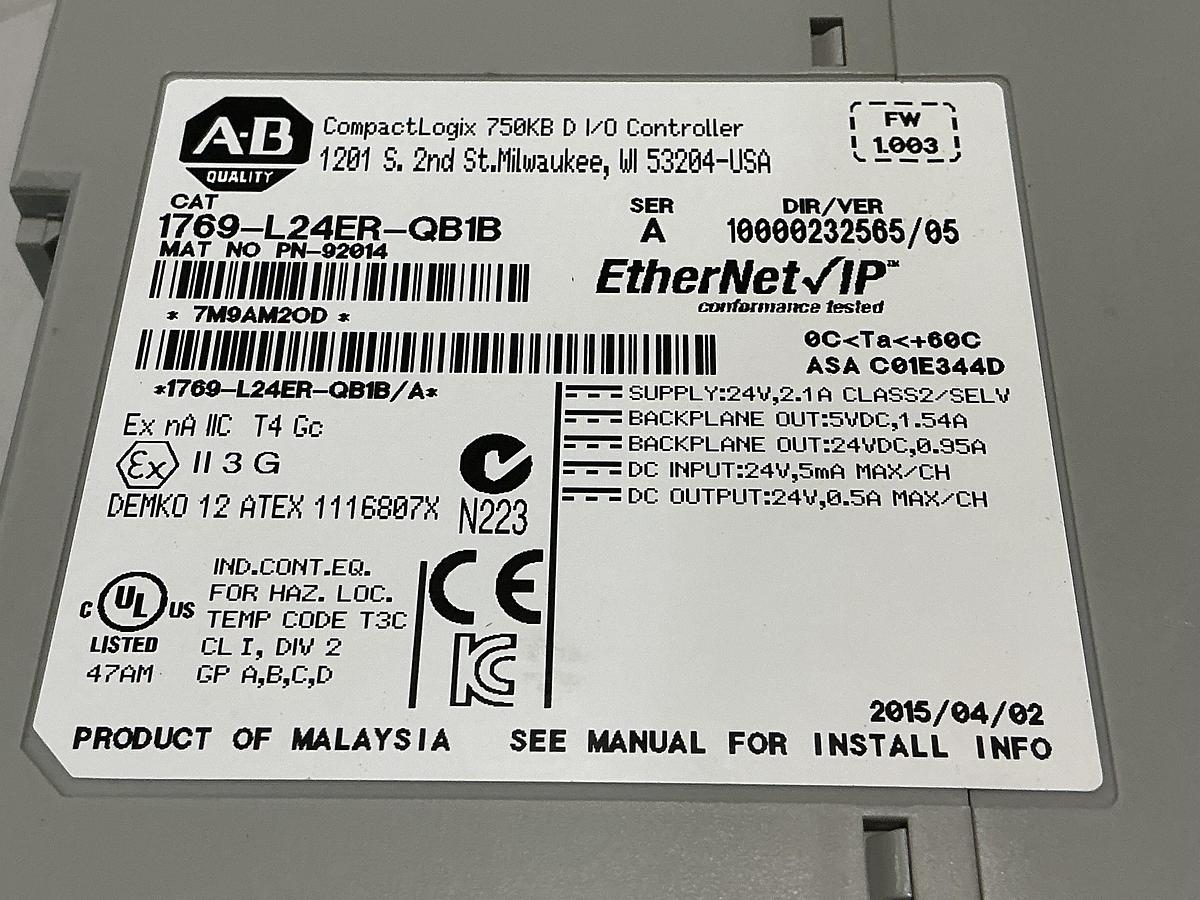 A-B
QUALITY
CompactLogix 750KB D I/O Controller
1201 S. 2nd St.Milwaukee, WI 53204-USA
FW
1.003
CAT
1769-L24ER-QB1B
SER
A
DIR/VER
10000232565/05
MAT NO PN-92014
EtherNet/IP™
conformance tested
* 7M9AM2OD *
0C<Ta<+60C
ASA C01E344D
*1769-L24ER-QB1B/A*
SUPPLY:24V,2.1A CLASS2/SELV
BACKPLANE OUT:5VDC,1.54A
BACKPLANE OUT:24VDC,0.95A
DC INPUT:24V,5mA MAX/CH
DC OUTPUT:24V,0.5A MAX/CH
Ex nA IIC T4 Gc
Ex II 3 G
DEMKO 12 ATEX 1116807X
N223
C UL US
LISTED
47AM
IND.CONT.EQ.
FOR HAZ. LOC.
TEMP CODE T3C
CL I, DIV 2
GP A,B,C,D
CE
KC
2015/04/02
PRODUCT OF MALAYSIA SEE MANUAL FOR INSTALL INFO